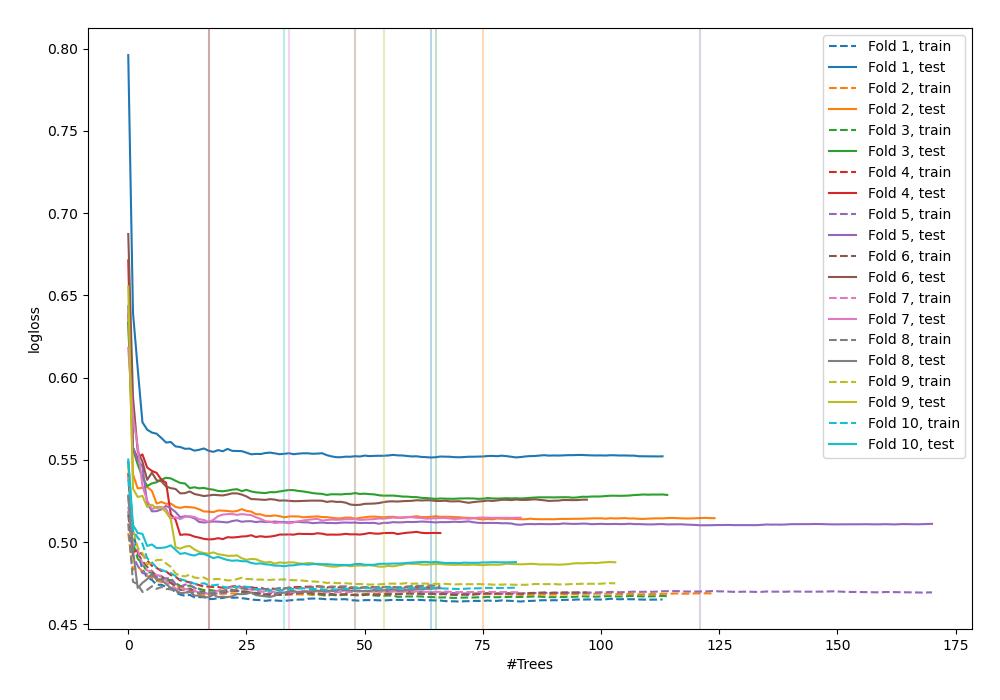 0.80
0.75
0.70
0.65
0.60
0.55
0.50
0.45
logloss
0
25
50
75
100
125
150
175
#Trees
Fold 1, train
Fold 1, test
Fold 2, train
Fold 2, test
Fold 3, train
Fold 3, test
Fold 4, train
Fold 4, test
Fold 5, train
Fold 5, test
Fold 6, train
Fold 6, test
Fold 7, train
Fold 7, test
Fold 8, train
Fold 8, test
Fold 9, train
Fold 9, test
Fold 10, train
Fold 10, test